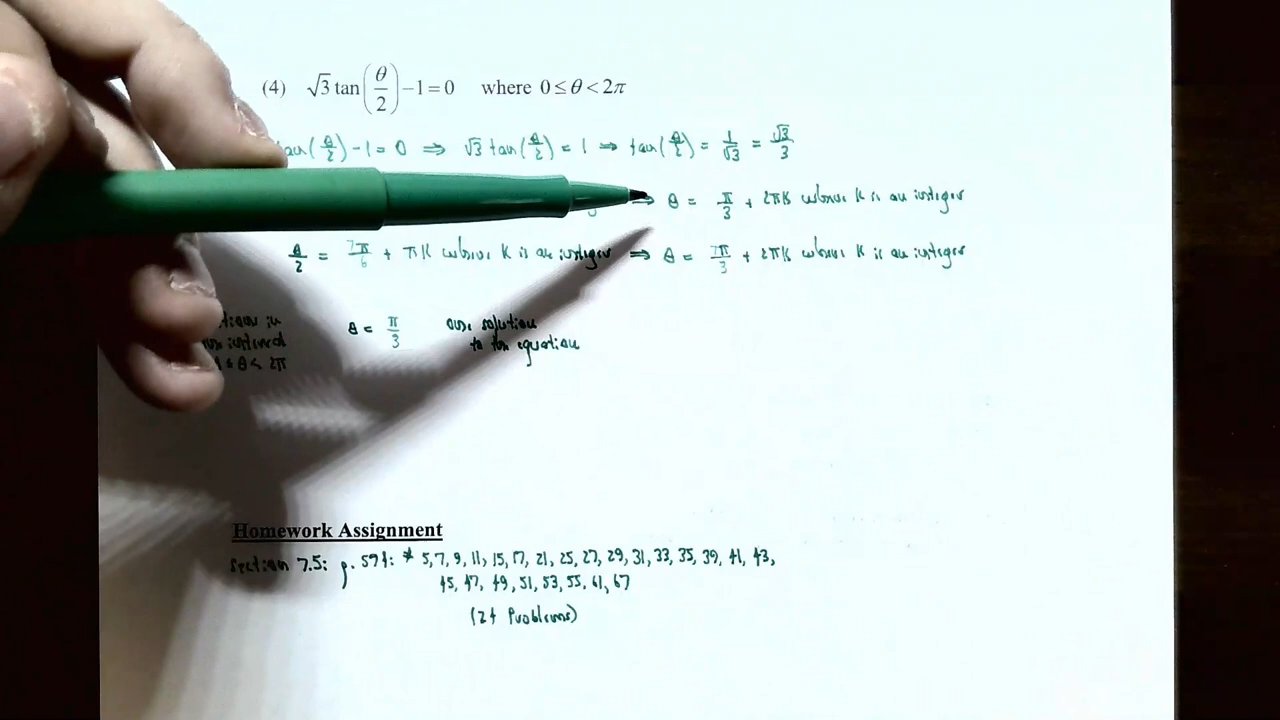 (4) √3 tan(θ/2) − 1 = 0 where 0 ≤ θ < 2π
tan(θ/2) − 1 = 0 ⇒ √3 tan(θ/2) = 1 ⇒ tan(θ/2) = 1/√3 = √3/3
⇒ θ = π/3 + 2πk where k is an integer
θ/2 = 7π/6 + πk where k is an integer ⇒ θ = 7π/3 + 2πk where k is an integer
θ = π/3 one solution
to the equation
≤ θ < 2π
Homework Assignment
Section 7.5: p. 594: * 5, 7, 9, 11, 15, 17, 21, 25, 27, 29, 31, 33, 35, 39, 41, 43,
45, 47, 49, 51, 53, 55, 61, 67
(24 Problems)